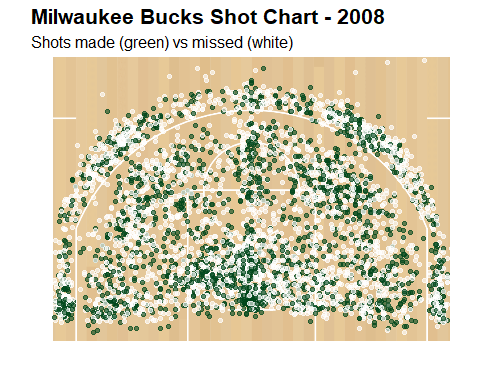 Milwaukee Bucks Shot Chart - 2008
Shots made (green) vs missed (white)